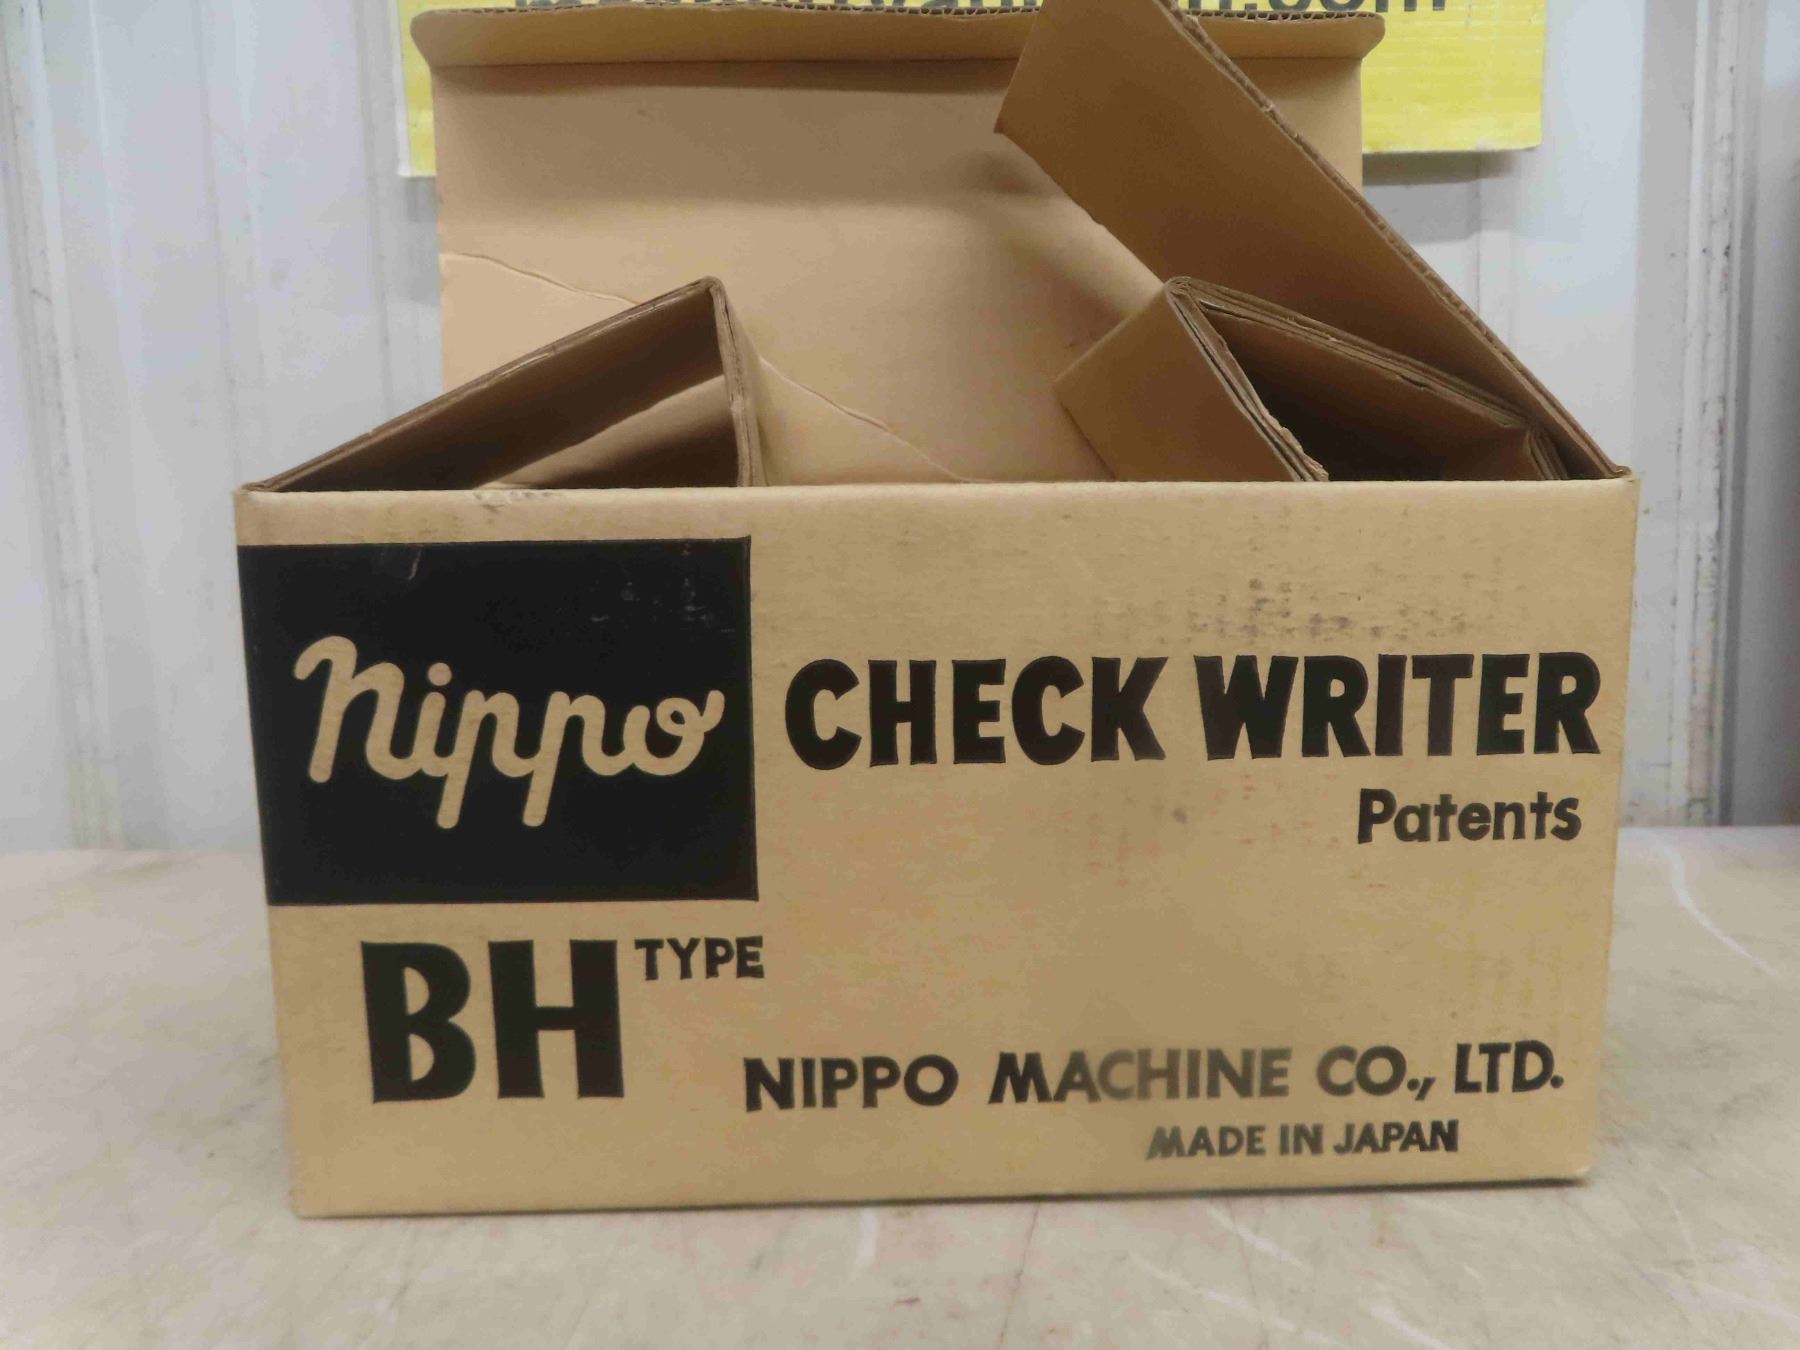 nippo
CHECK WRITER
Patents
BH TYPE
NIPPO MACHINE CO., LTD.
MADE IN JAPAN